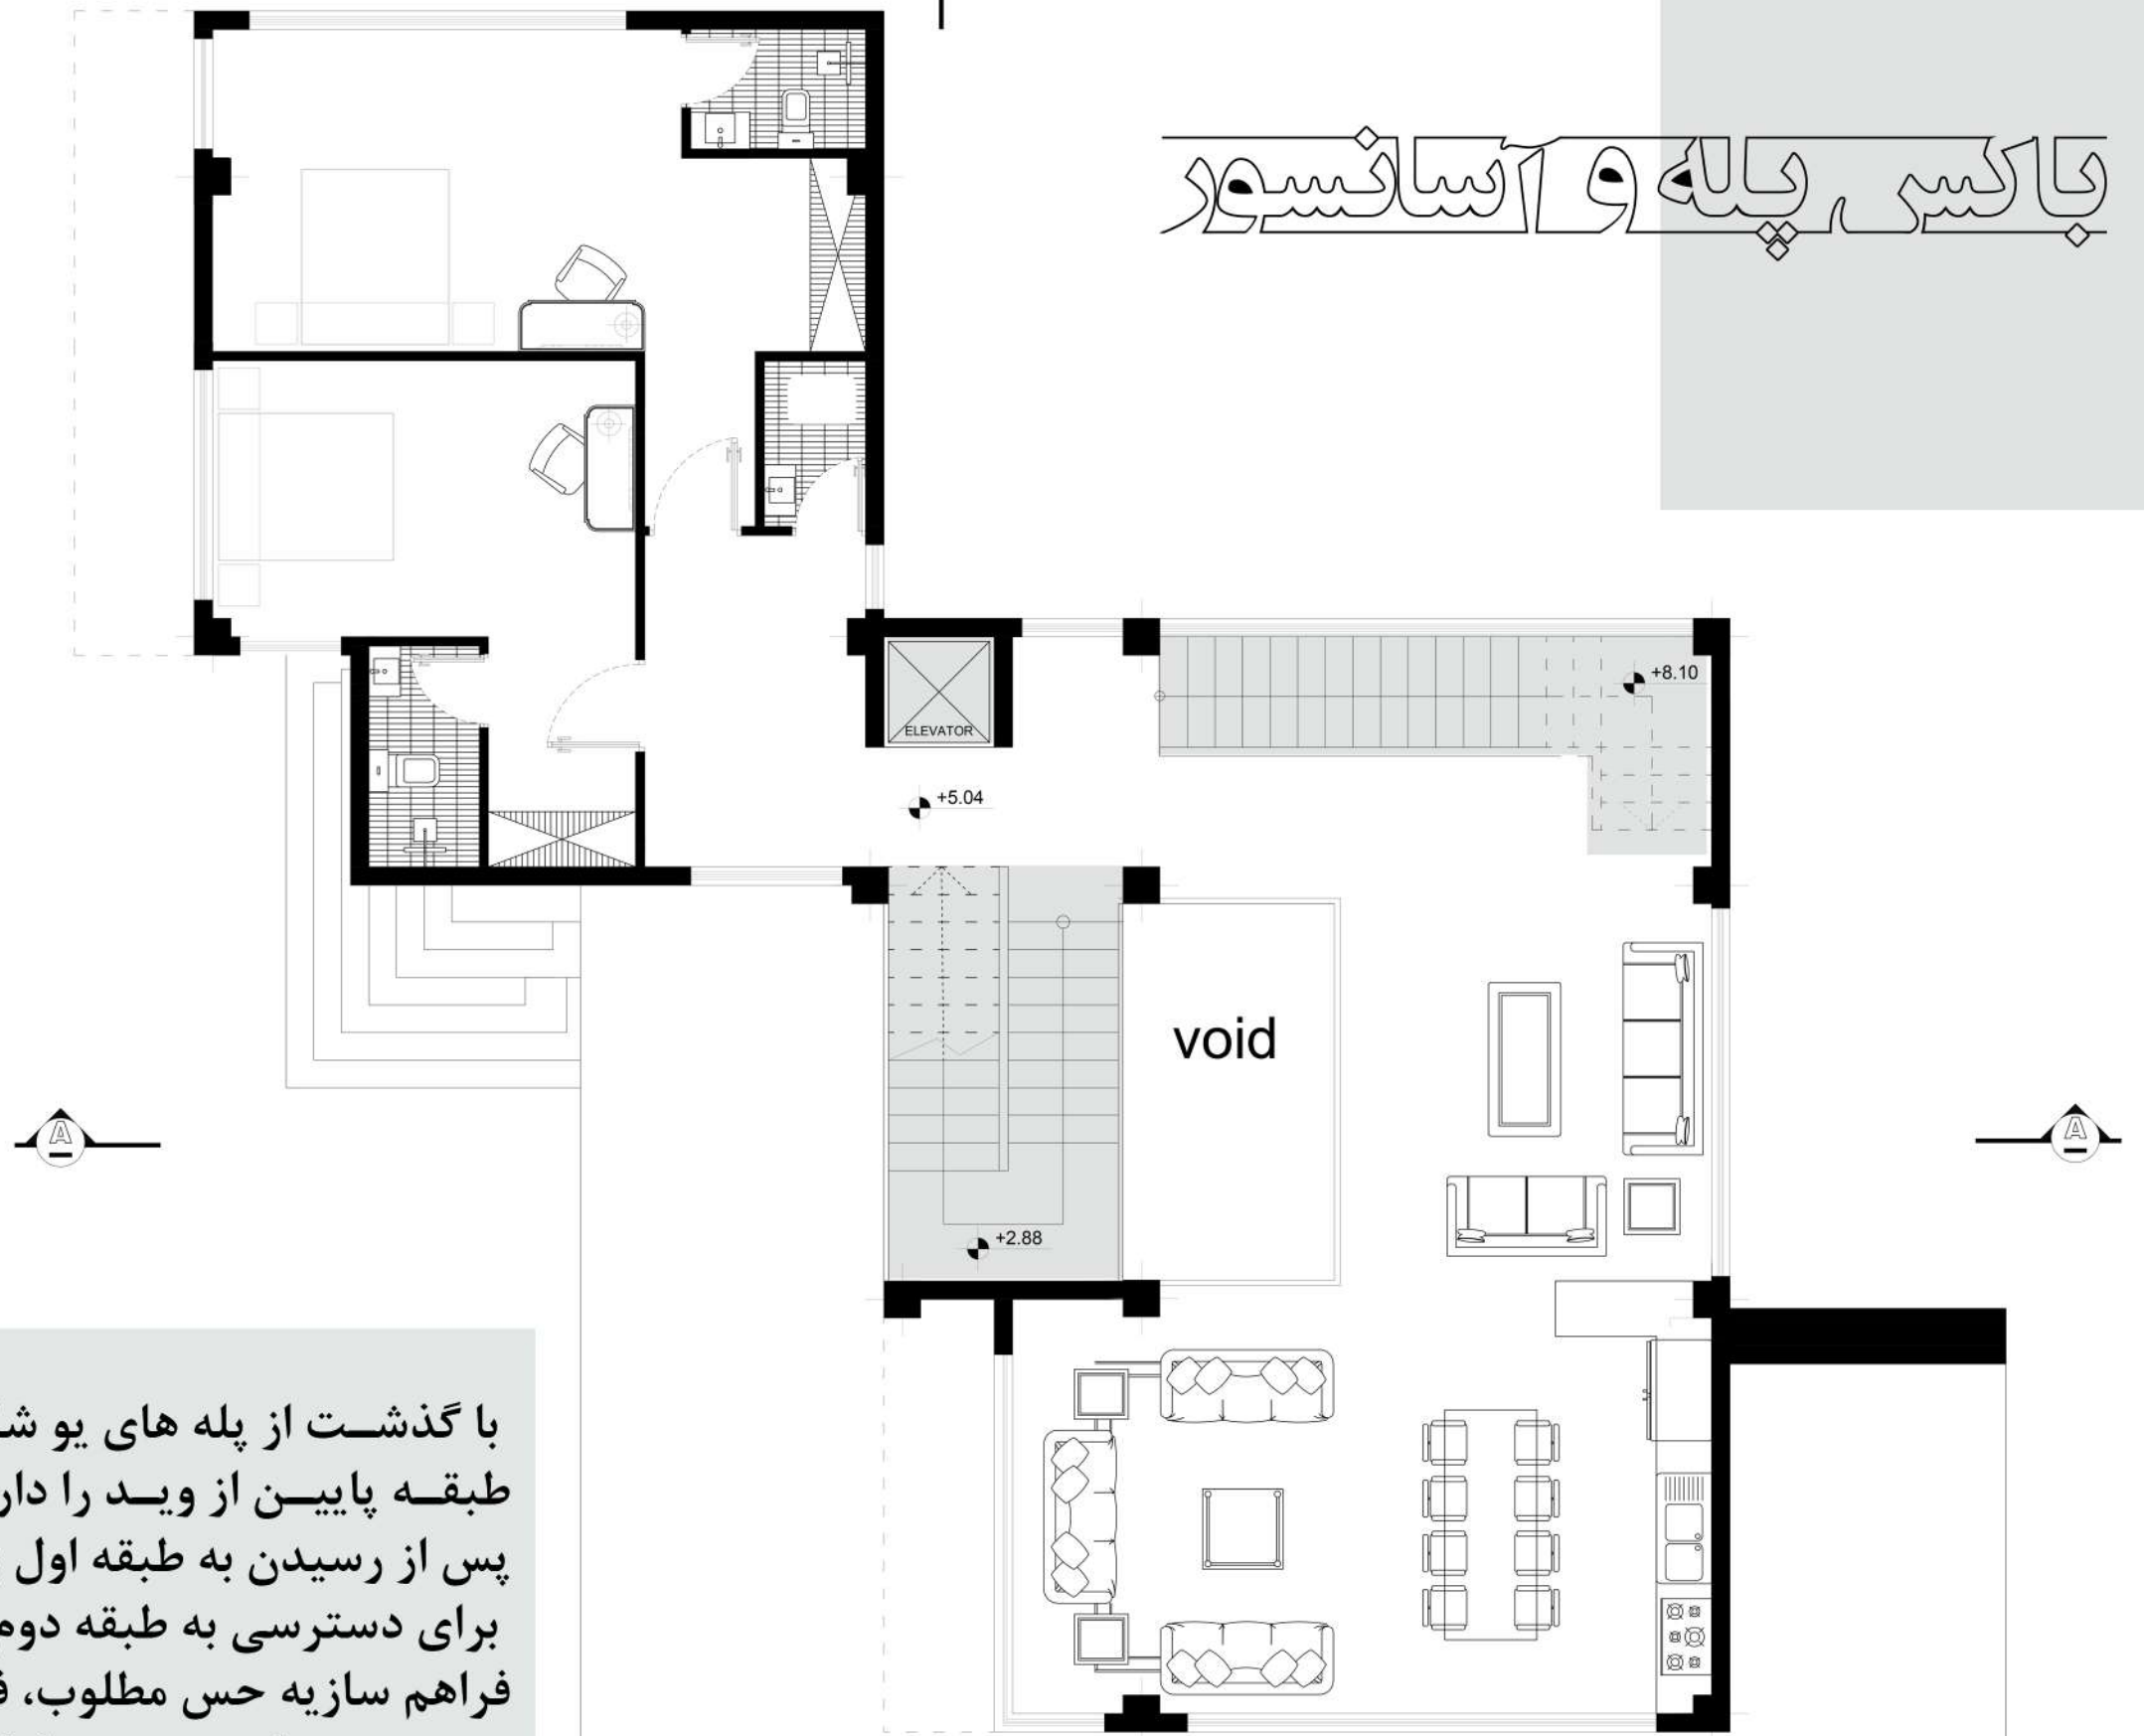 باکس پله و آسانسور
+8.10
ELEVATOR
+5.04
void
A
A
+2.88
با گذشت از پله های یو
طبقه پایین از وید را
پس از رسیدن به طبقه اول
برای دسترسی به طبقه دوم
فراهم سازیه حس مطلوب،